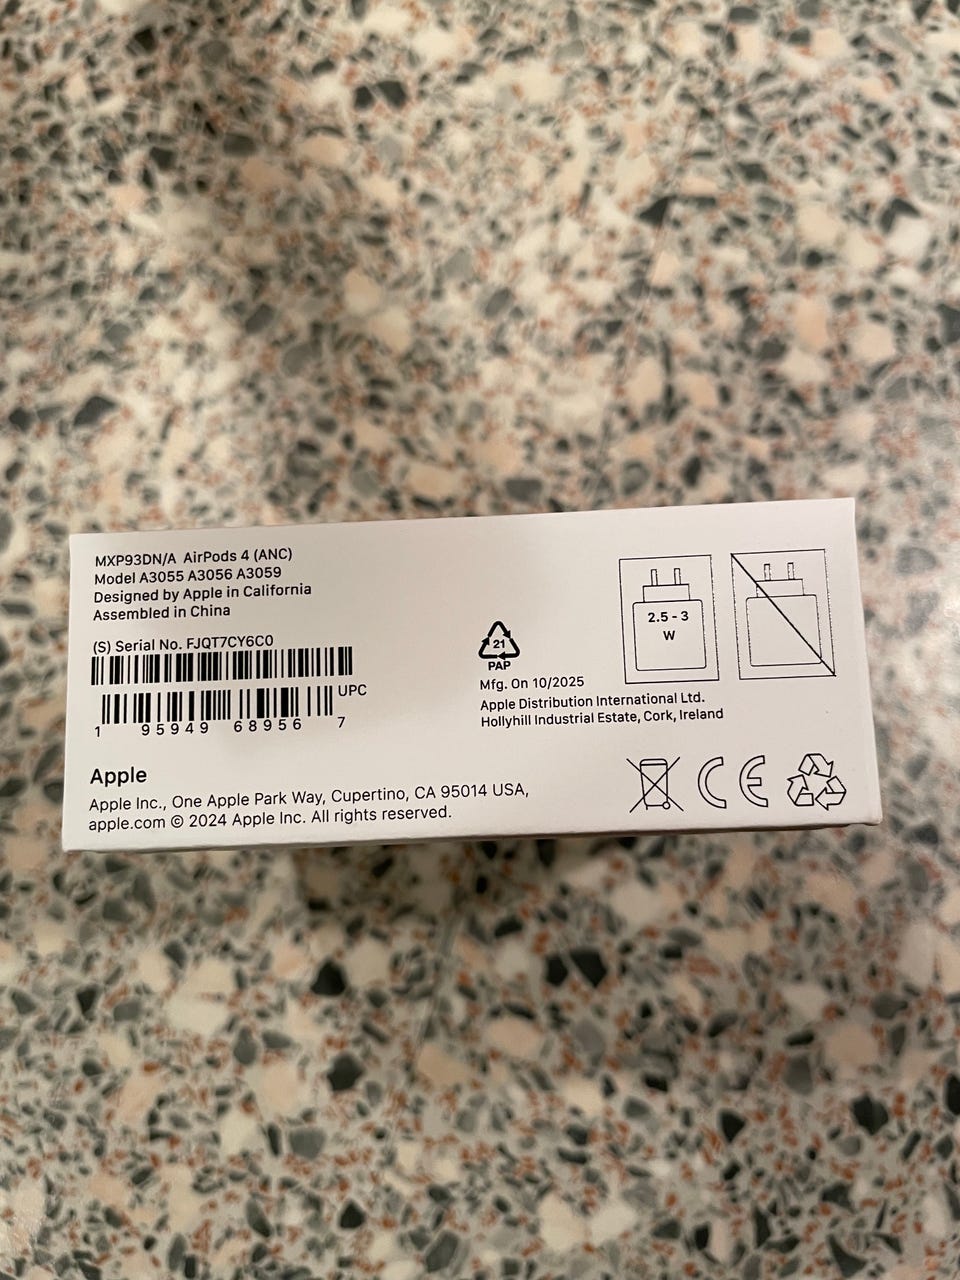 MXP93DN/A AirPods 4 (ANC)
Model A3055 A3056 A3059
Designed by Apple in California
Assembled in China
(S) Serial No. FJQT7CY6C0
UPC
1 95949 68956 7
Apple
Apple Inc., One Apple Park Way, Cupertino, CA 95014 USA,
apple.com © 2024 Apple Inc. All rights reserved.
21
PAP
Mfg. On 10/2025
Apple Distribution International Ltd.
Hollyhill Industrial Estate, Cork, Ireland
2.5 - 3
W
CE